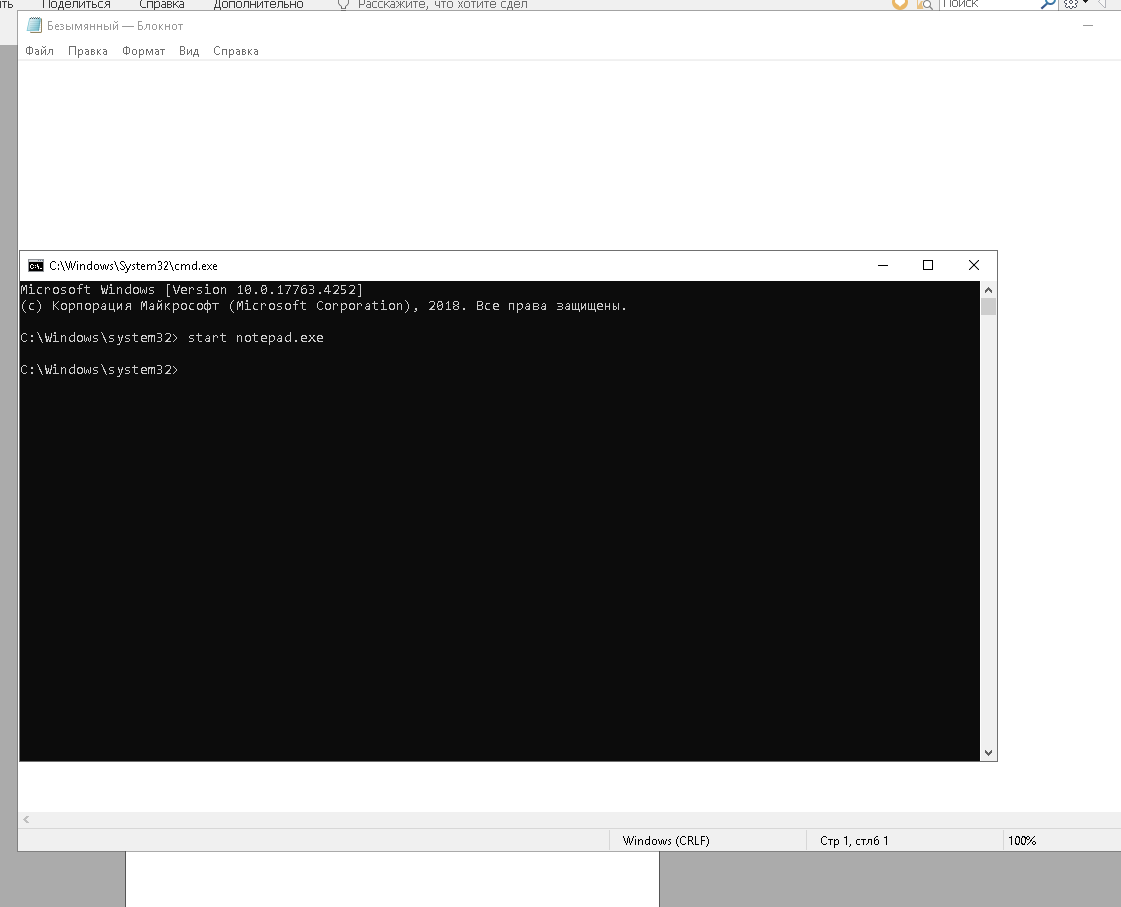 Поделиться Справка Дополнительно Расскажите, что хотите сдел
Безымянный — Блокнот
Файл Правка Формат Вид Справка
C:\Windows\System32\cmd.exe
Microsoft Windows [Version 10.0.17763.4252]
(c) Корпорация Майкрософт (Microsoft Corporation), 2018. Все права защищены.
C:\Windows\system32> start notepad.exe
C:\Windows\system32>
Windows (CRLF) Стр 1, стлб 1 100%